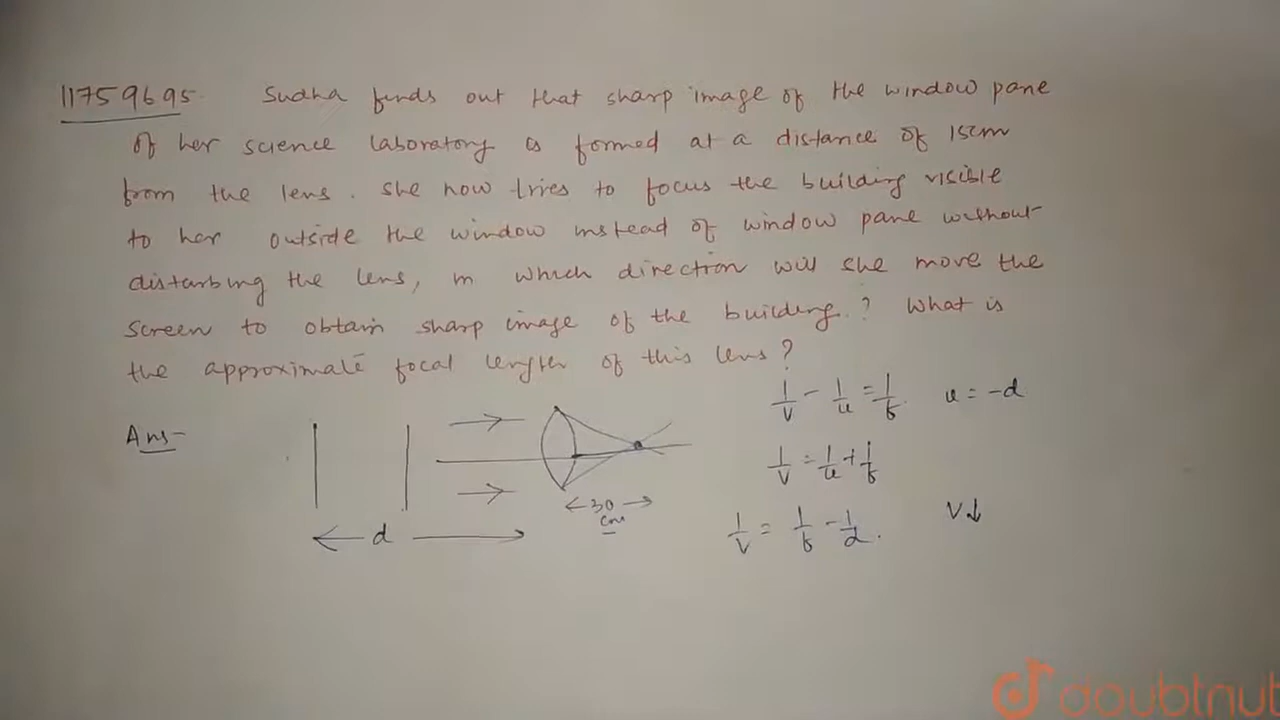 11759695. Sudha finds out that sharp image of the window pane
of her science laboratory is formed at a distance of 15cm
from the lens. she now tries to focus the building visible
to her outside the window instead of window pane without
distarbing the lens, in which direction will she move the
screen to obtain sharp image of the building.? What is
the approximate focal length of this lens?
1/v - 1/u = 1/f. u = -d
Ans-
1/v = 1/u + 1/f
←30→
cm
1/v = 1/f - 1/d. v↓
← d →
doubtnut